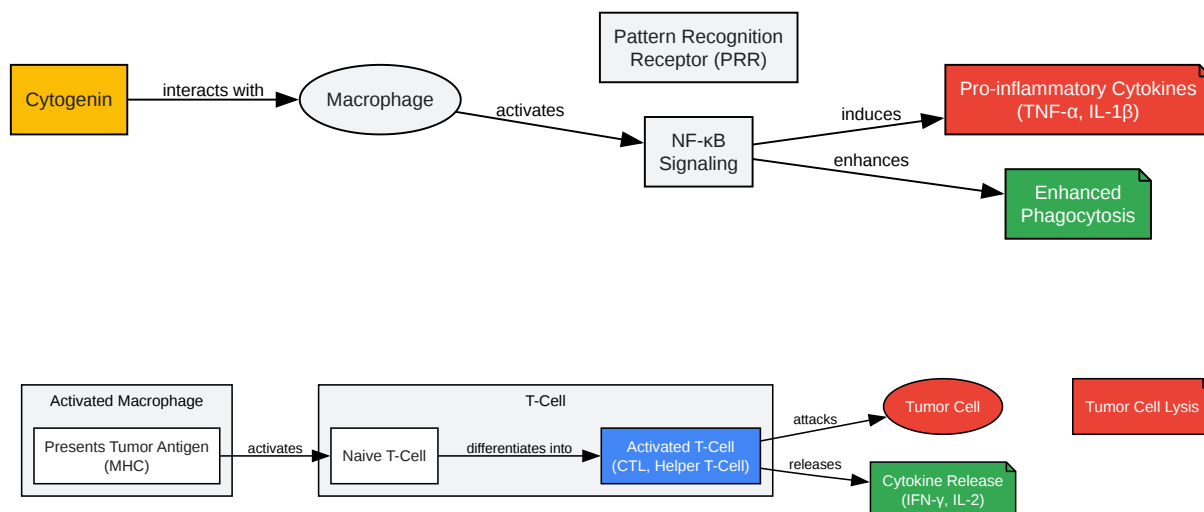 Pattern Recognition
Receptor (PRR)
Cytogenin
interacts with
Macrophage
activates
NF-κB
Signaling
induces
Pro-inflammatory Cytokines
(TNF-α, IL-1β)
enhances
Enhanced
Phagocytosis
Activated Macrophage
Presents Tumor Antigen
(MHC)
activates
T-Cell
Naive T-Cell
differentiates into
Activated T-Cell
(CTL, Helper T-Cell)
attacks
Tumor Cell
releases
Cytokine Release
(IFN-γ, IL-2)
Tumor Cell Lysis